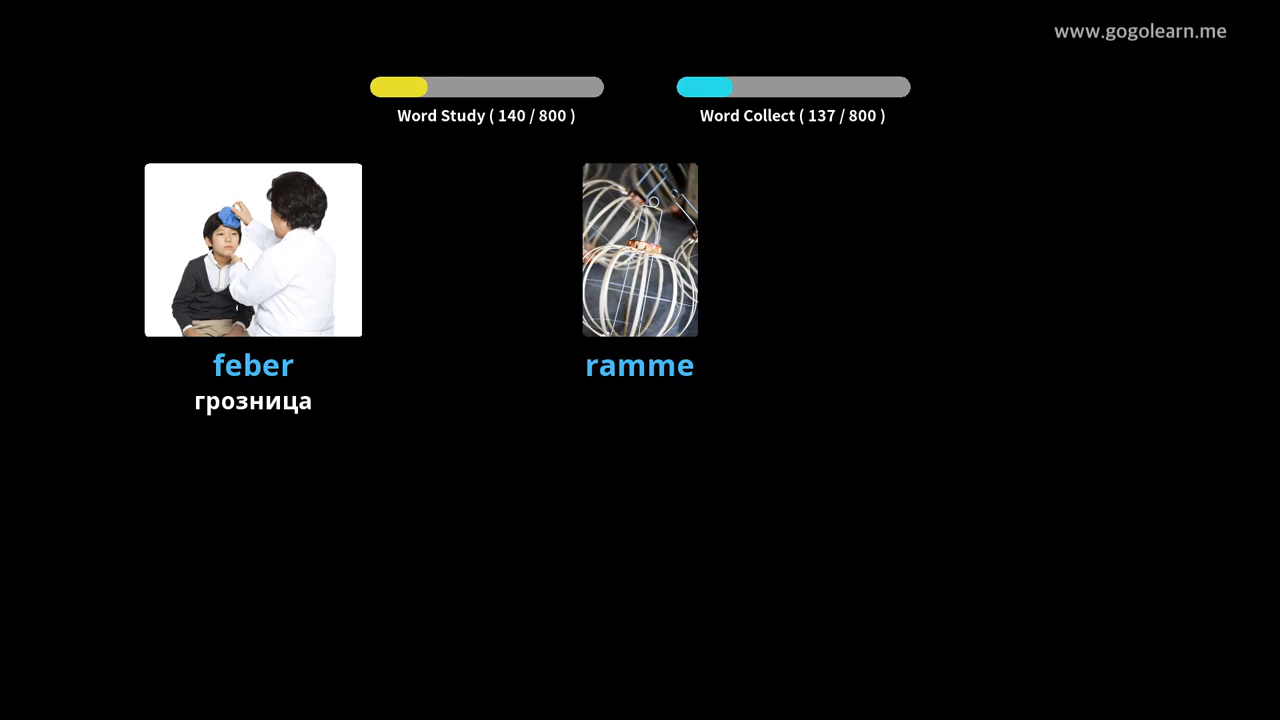 www.gogolearn.me
Word Study ( 140 / 800 )
Word Collect ( 137 / 800 )
feber
грозница
ramme